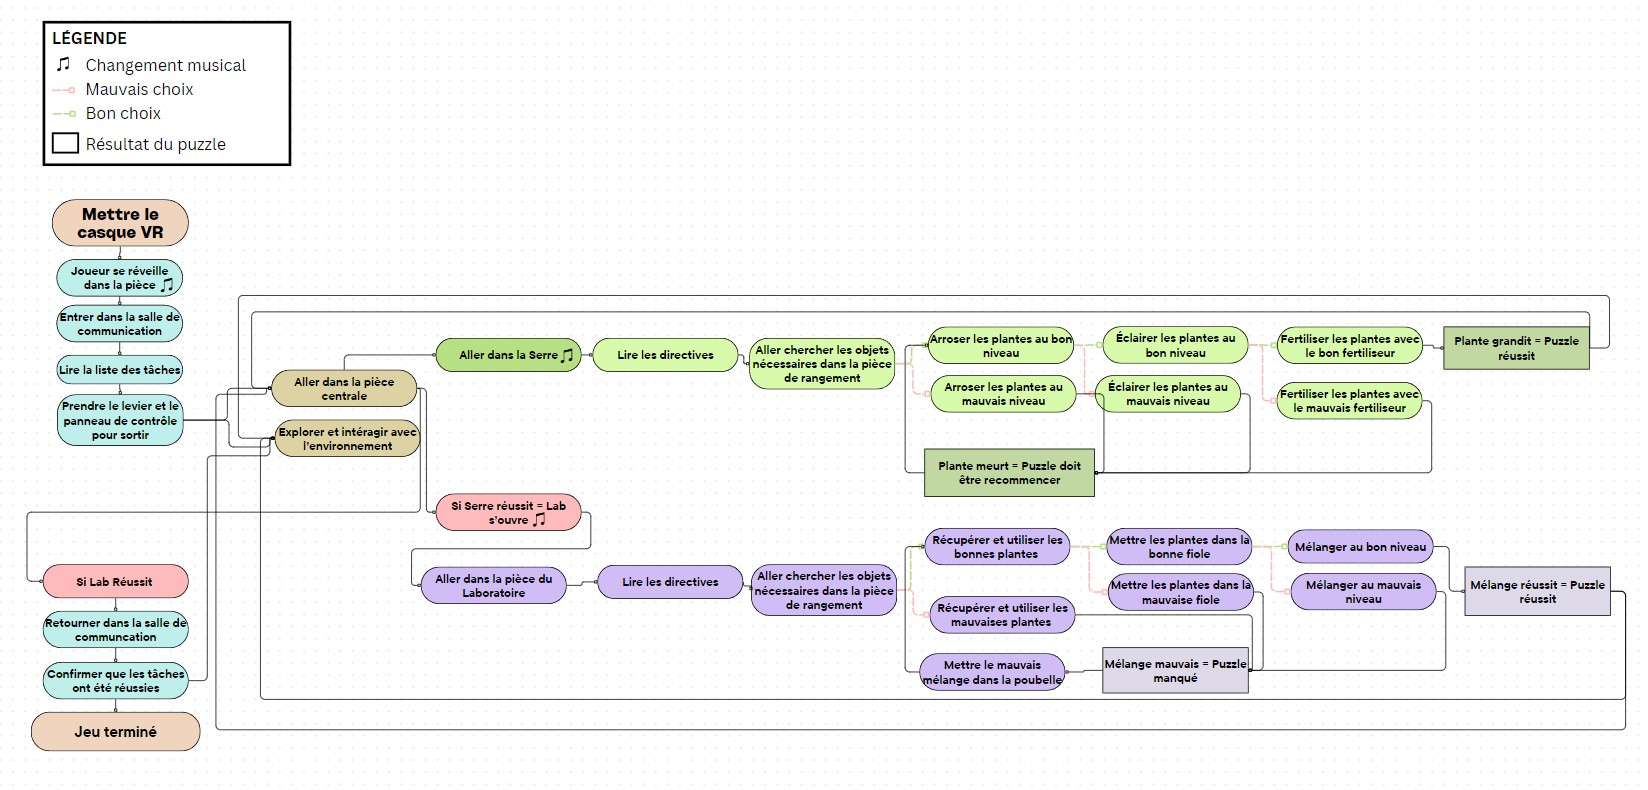 LÉGENDE
Changement musical
Mauvais choix
Bon choix
Résultat du puzzle
Mettre le
casque VR
Joueur se réveille
dans la pièce
Entrer dans la salle de
communication
Lire la liste des tâches
Prendre le levier et le
panneau de contrôle
pour sortir
Aller dans la pièce
centrale
Explorer et intéragir avec
l'environnement
Aller dans la Serre
Lire les directives
Aller chercher les objets
nécessaires dans la pièce
de rangement
Arroser les plantes au bon
niveau
Éclairer les plantes au
bon niveau
Fertiliser les plantes avec
le bon fertiliseur
Plante grandit = Puzzle
réussit
Arroser les plantes au
mauvais niveau
Éclairer les plantes au
mauvais niveau
Fertiliser les plantes avec
le mauvais fertiliseur
Plante meurt = Puzzle doit
être recommencer
Si Serre réussit = Lab
s'ouvre
Aller dans la pièce du
Laboratoire
Lire les directives
Aller chercher les objets
nécessaires dans la pièce
de rangement
Récupérer et utiliser les
bonnes plantes
Mettre les plantes dans la
bonne fiole
Mélanger au bon niveau
Mélange réussit = Puzzle
réussit
Récupérer et utiliser les
mauvaises plantes
Mettre les plantes dans la
mauvaise fiole
Mélanger au mauvais
niveau
Mettre le mauvais
mélange dans la poubelle
Mélange mauvais = Puzzle
manqué
Si Lab Réussit
Retourner dans la salle de
communcation
Confirmer que les tâches
ont été réussies
Jeu terminé